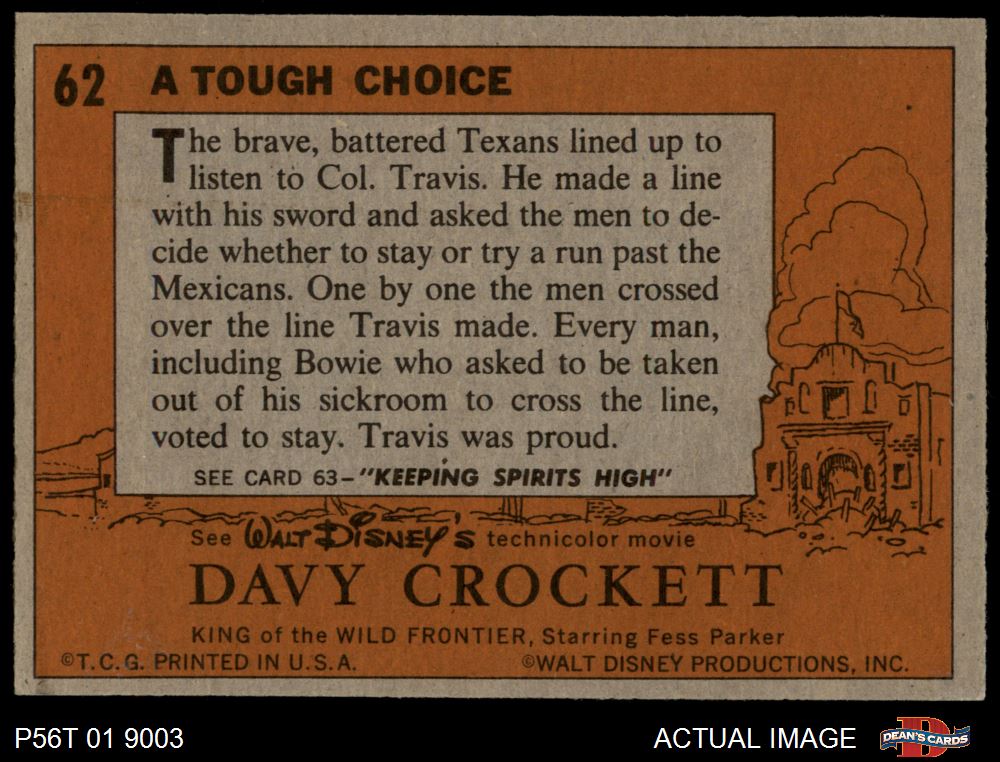 62 A TOUGH CHOICE
The brave, battered Texans lined up to
listen to Col. Travis. He made a line
with his sword and asked the men to de-
cide whether to stay or try a run past the
Mexicans. One by one the men crossed
over the line Travis made. Every man,
including Bowie who asked to be taken
out of his sickroom to cross the line,
voted to stay. Travis was proud.
SEE CARD 63–"KEEPING SPIRITS HIGH"
See WALT DISNEY'S technicolor movie
DAVY CROCKETT
KING of the WILD FRONTIER, Starring Fess Parker
©T.C.G. PRINTED IN U.S.A. ©WALT DISNEY PRODUCTIONS, INC.
P56T 01 9003 ACTUAL IMAGE DEAN'S CARDS